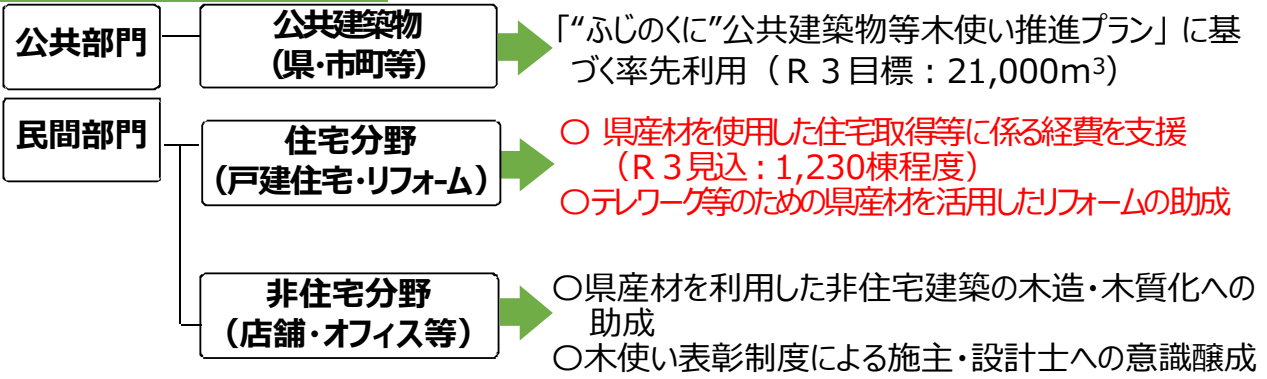 公共部門
公共建築物
(県・市町等)
「“ふじのくに”公共建築物等木使い推進プラン」に基
づく率先利用（Ｒ３目標：21,000m³）
民間部門
住宅分野
(戸建住宅・リフォーム)
〇 県産材を使用した住宅取得等に係る経費を支援
（Ｒ３見込：1,230棟程度）
〇テレワーク等のための県産材を活用したリフォームの助成
非住宅分野
(店舗・オフィス等)
〇県産材を利用した非住宅建築の木造・木質化への
助成
〇木使い表彰制度による施主・設計士への意識醸成